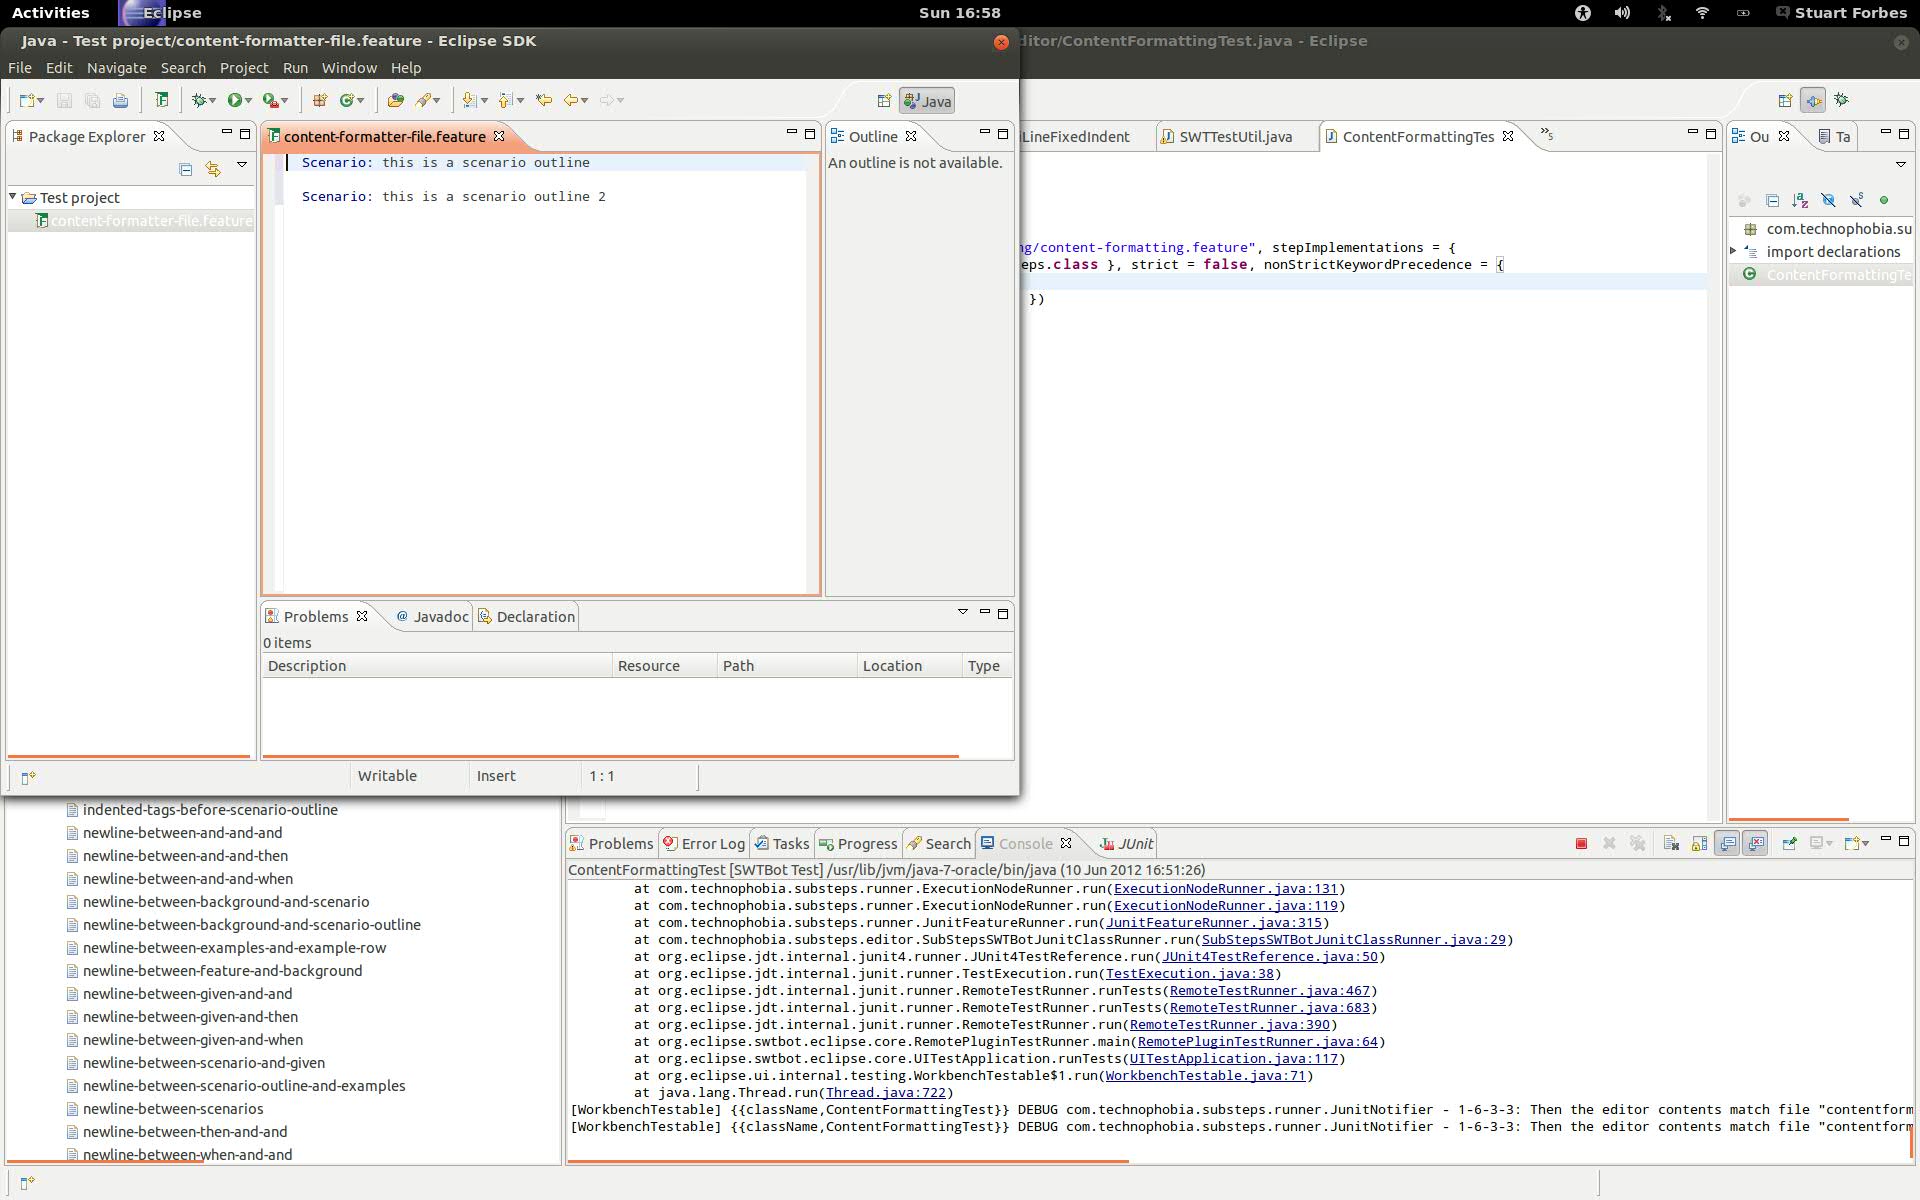 Activities Eclipse Sun 16:58 Stuart Forbes
Java - Test project/content-formatter-file.feature - Eclipse SDK
ditor/ContentFormattingTest.java - Eclipse
File Edit Navigate Search Project Run Window Help
Java
Package Explorer
content-formatter-file.feature
Outline
LineFixedIndent SWTTestUtil.java ContentFormattingTes »5
Ou Ta
Scenario: this is a scenario outline
An outline is not available.
Test project
Scenario: this is a scenario outline 2
content-formatter-file.feature
ng/content-formatting.feature", stepImplementations = {
eps.class }, strict = false, nonStrictKeywordPrecedence = {
})
com.technophobia.su
import declarations
ContentFormattingTe
Problems @ Javadoc Declaration
0 items
Description Resource Path Location Type
Writable Insert 1 : 1
indented-tags-before-scenario-outline
newline-between-and-and-and
newline-between-and-and-then
newline-between-and-and-when
newline-between-background-and-scenario
newline-between-background-and-scenario-outline
newline-between-examples-and-example-row
newline-between-feature-and-background
newline-between-given-and-and
newline-between-given-and-then
newline-between-given-and-when
newline-between-scenario-and-given
newline-between-scenario-outline-and-examples
newline-between-scenarios
newline-between-then-and-and
newline-between-when-and-and
Problems Error Log Tasks Progress Search Console JUnit
ContentFormattingTest [SWTBot Test] /usr/lib/jvm/java-7-oracle/bin/java (10 Jun 2012 16:51:26)
at com.technophobia.substeps.runner.ExecutionNodeRunner.run(ExecutionNodeRunner.java:131)
at com.technophobia.substeps.runner.ExecutionNodeRunner.run(ExecutionNodeRunner.java:119)
at com.technophobia.substeps.runner.JunitFeatureRunner.run(JunitFeatureRunner.java:315)
at com.technophobia.substeps.editor.SubStepsSWTBotJunitClassRunner.run(SubStepsSWTBotJunitClassRunner.java:29)
at org.eclipse.jdt.internal.junit4.runner.JUnit4TestReference.run(JUnit4TestReference.java:50)
at org.eclipse.jdt.internal.junit.runner.TestExecution.run(TestExecution.java:38)
at org.eclipse.jdt.internal.junit.runner.RemoteTestRunner.runTests(RemoteTestRunner.java:467)
at org.eclipse.jdt.internal.junit.runner.RemoteTestRunner.runTests(RemoteTestRunner.java:683)
at org.eclipse.jdt.internal.junit.runner.RemoteTestRunner.run(RemoteTestRunner.java:390)
at org.eclipse.swtbot.eclipse.core.RemotePluginTestRunner.main(RemotePluginTestRunner.java:64)
at org.eclipse.swtbot.eclipse.core.UITestApplication.runTests(UITestApplication.java:117)
at org.eclipse.ui.internal.testing.WorkbenchTestable$1.run(WorkbenchTestable.java:71)
at java.lang.Thread.run(Thread.java:722)
[WorkbenchTestable] {{className,ContentFormattingTest}} DEBUG com.technophobia.substeps.runner.JunitNotifier - 1-6-3-3: Then the editor contents match file "contentform
[WorkbenchTestable] {{className,ContentFormattingTest}} DEBUG com.technophobia.substeps.runner.JunitNotifier - 1-6-3-3: Then the editor contents match file "contentform